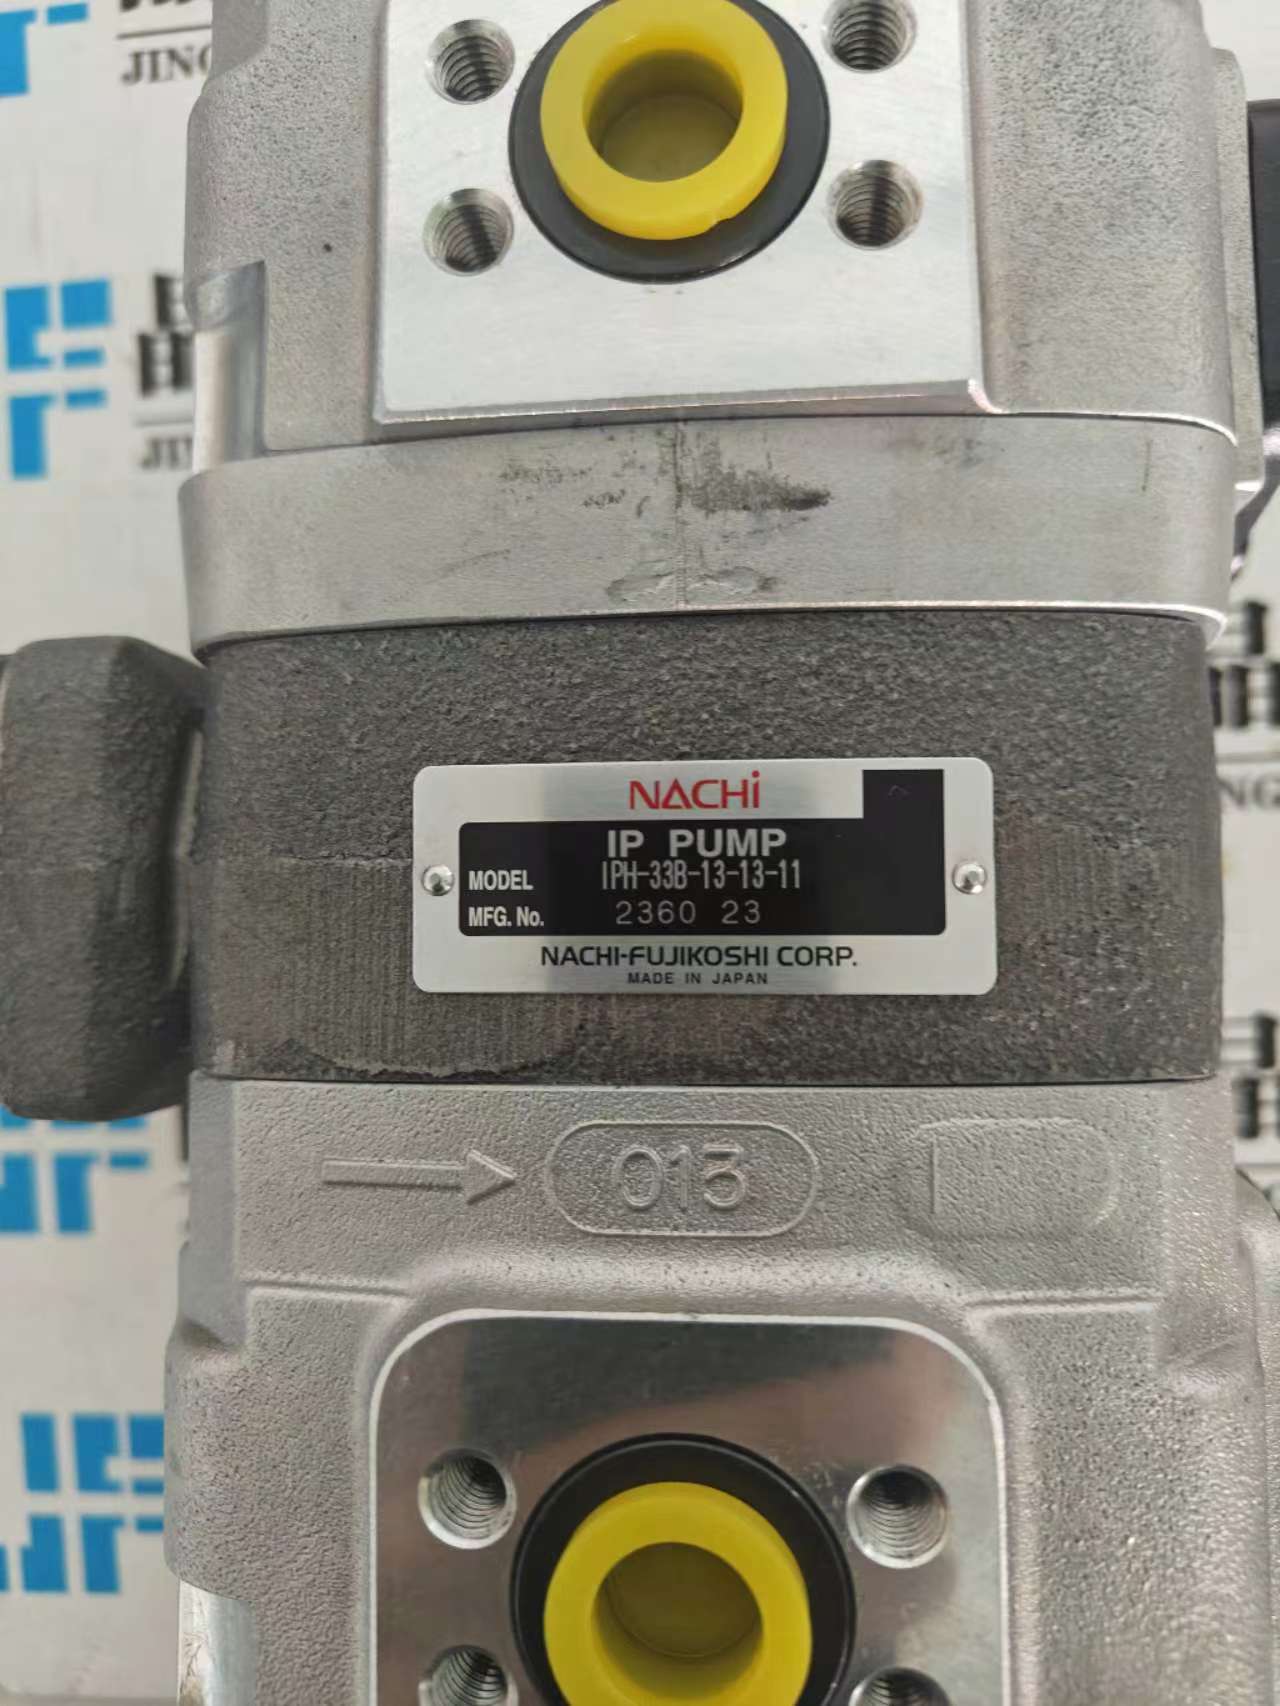 JING
NACHi
IP PUMP
MODEL IPH-33B-13-13-11
MFG. No. 2360 23
NACHI-FUJIKOSHI CORP.
MADE IN JAPAN
013